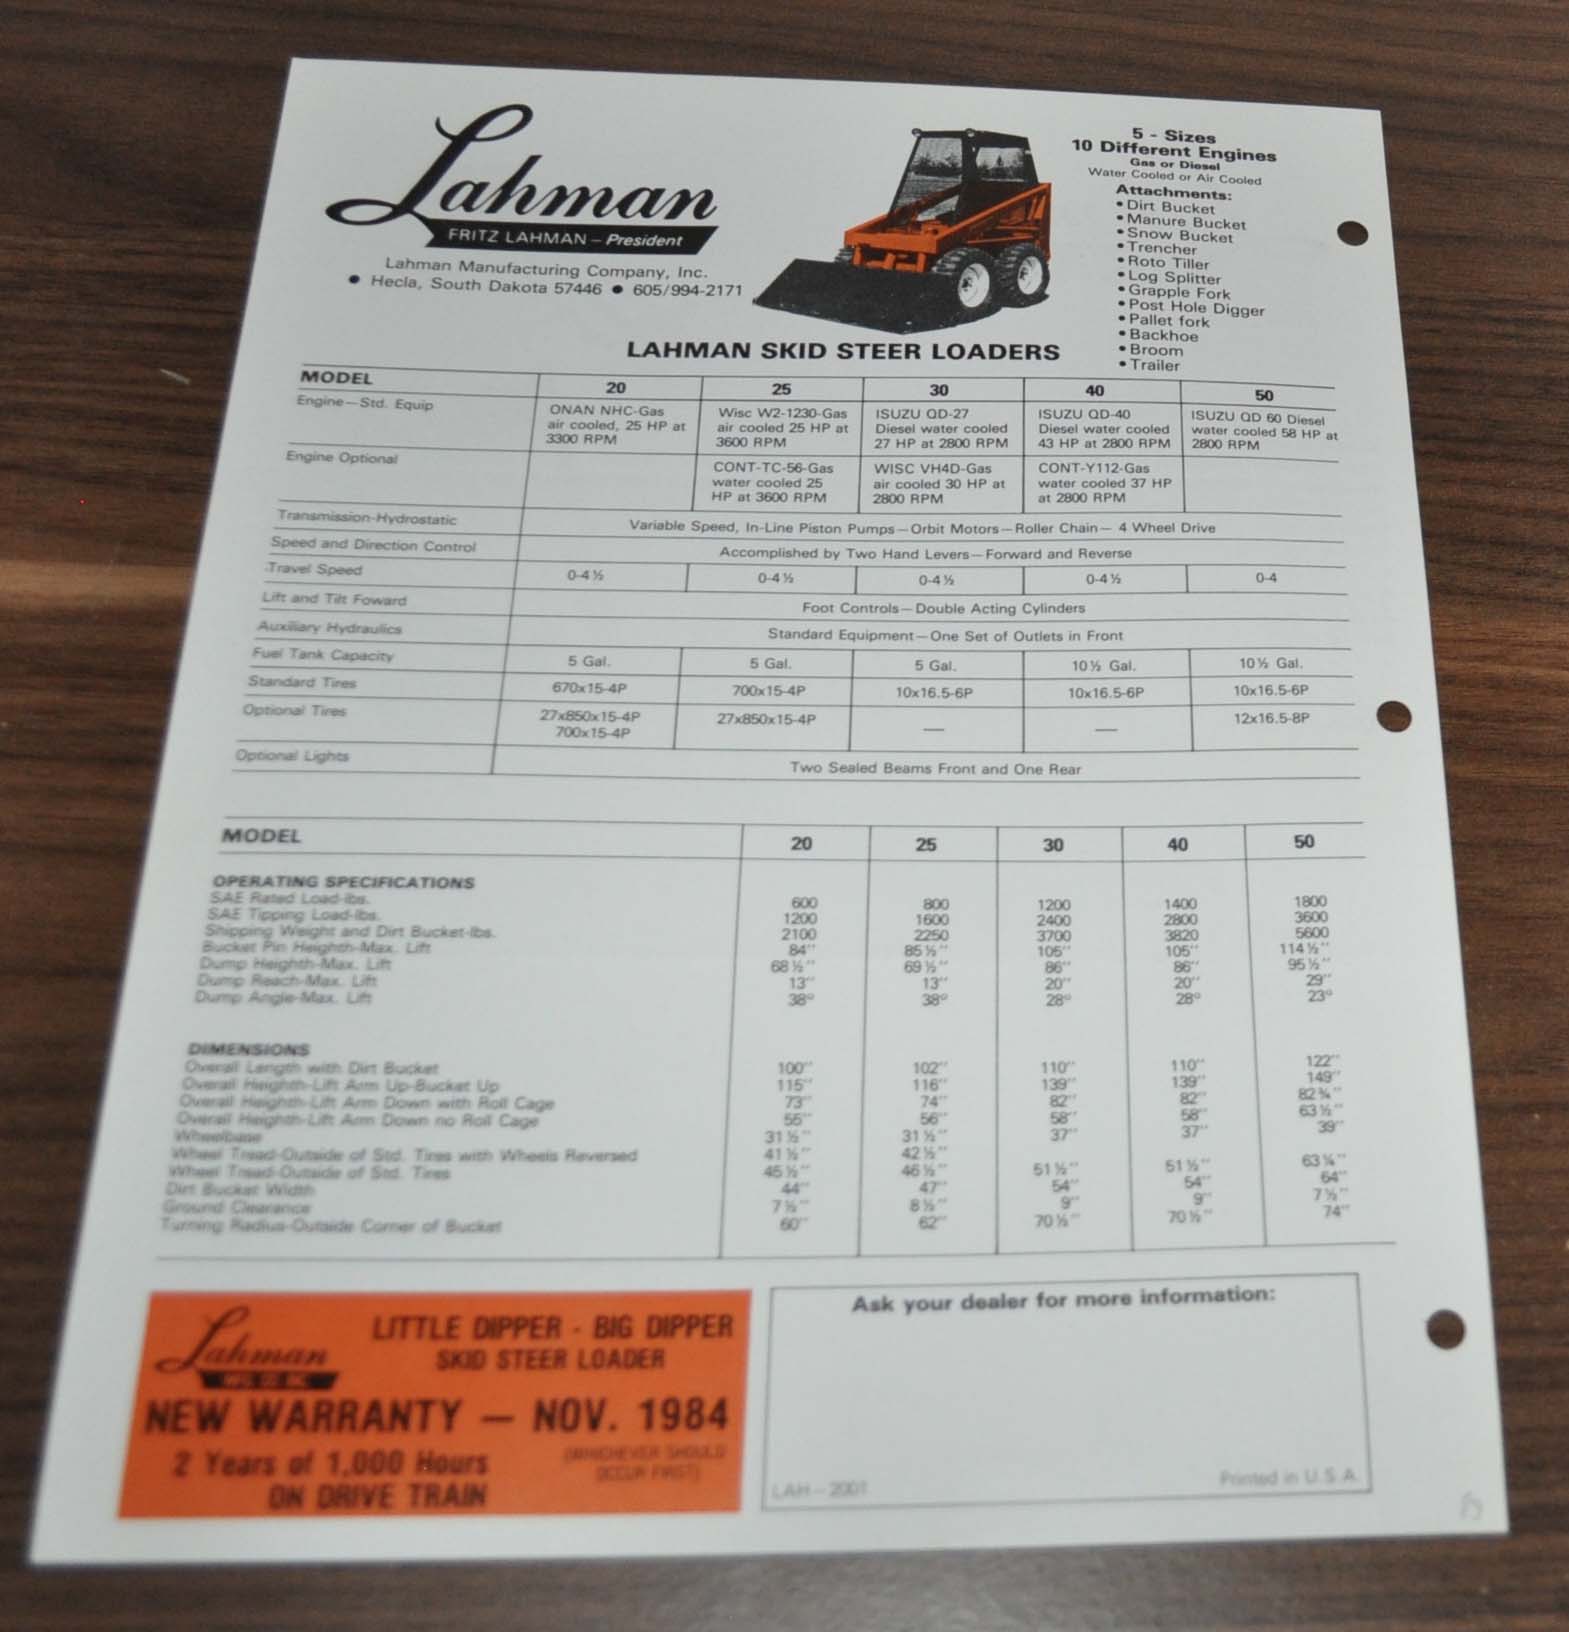 Lahman
FRITZ LAHMAN – President
Lahman Manufacturing Company, Inc.
• Hecla, South Dakota 57446 • 605/994-2171
5 - Sizes
10 Different Engines
Gas or Diesel
Water Cooled or Air Cooled
Attachments:
• Dirt Bucket
• Manure Bucket
• Snow Bucket
• Trencher
• Roto Tiller
• Log Splitter
• Grapple Fork
• Post Hole Digger
• Pallet fork
• Backhoe
• Broom
• Trailer
LAHMAN SKID STEER LOADERS
MODEL 20 25 30 40 50
Engine—Std. Equip ONAN NHC-Gas air cooled, 25 HP at 3300 RPM Wisc W2-1230-Gas air cooled 25 HP at 3600 RPM ISUZU QD-27 Diesel water cooled 27 HP at 2800 RPM ISUZU QD-40 Diesel water cooled 43 HP at 2800 RPM ISUZU QD 60 Diesel water cooled 58 HP at 2800 RPM
Engine Optional CONT-TC-56-Gas water cooled 25 HP at 3600 RPM WISC VH4D-Gas air cooled 30 HP at 2800 RPM CONT-Y112-Gas water cooled 37 HP at 2800 RPM
Transmission-Hydrostatic Variable Speed, In-Line Piston Pumps—Orbit Motors—Roller Chain— 4 Wheel Drive
Speed and Direction Control Accomplished by Two Hand Levers—Forward and Reverse
Travel Speed 0-4½ 0-4½ 0-4½ 0-4½ 0-4
Lift and Tilt Foward Foot Controls—Double Acting Cylinders
Auxiliary Hydraulics Standard Equipment—One Set of Outlets in Front
Fuel Tank Capacity 5 Gal. 5 Gal. 5 Gal. 10½ Gal. 10½ Gal.
Standard Tires 670x15-4P 700x15-4P 10x16.5-6P 10x16.5-6P 10x16.5-6P
Optional Tires 27x850x15-4P 700x15-4P 27x850x15-4P — — 12x16.5-8P
Optional Lights Two Sealed Beams Front and One Rear
MODEL 20 25 30 40 50
OPERATING SPECIFICATIONS
SAE Rated Load-lbs. 600 800 1200 1400 1800
SAE Tipping Load-lbs. 1200 1600 2400 2800 3600
Shipping Weight and Dirt Bucket-lbs. 2100 2250 3700 3820 5600
Bucket Pin Heighth-Max. Lift 84" 85½" 105" 105" 114½"
Dump Heighth-Max. Lift 68½" 69½" 86" 86" 95½"
Dump Reach-Max. Lift 13" 13" 20" 20" 29"
Dump Angle-Max. Lift 38° 38° 28° 28° 23°
DIMENSIONS
Overall Length with Dirt Bucket 100" 102" 110" 110" 122"
Overall Heighth-Lift Arm Up-Bucket Up 115" 116" 139" 139" 149"
Overall Heighth-Lift Arm Down with Roll Cage 73" 74" 82" 82" 82¾"
Overall Heighth-Lift Arm Down no Roll Cage 55" 56" 58" 58" 63½"
Wheelbase 31½" 31½" 37" 37" 39"
Wheel Tread-Outside of Std. Tires with Wheels Reversed 41½" 42½"
Wheel Tread-Outside of Std. Tires 45½" 46½" 51½" 51½" 63¼"
Dirt Bucket Width 44" 47" 54" 54" 64"
Ground Clearance 7½" 8½" 9" 9" 7½"
Turning Radius-Outside Corner of Bucket 60" 62" 70½" 70½" 74"
Lahman
MFG CO INC
LITTLE DIPPER - BIG DIPPER
SKID STEER LOADER
NEW WARRANTY — NOV. 1984
2 Years of 1,000 Hours
ON DRIVE TRAIN
(WHICHEVER SHOULD
OCCUR FIRST)
Ask your dealer for more information:
LAH—2001
Printed in U.S.A.